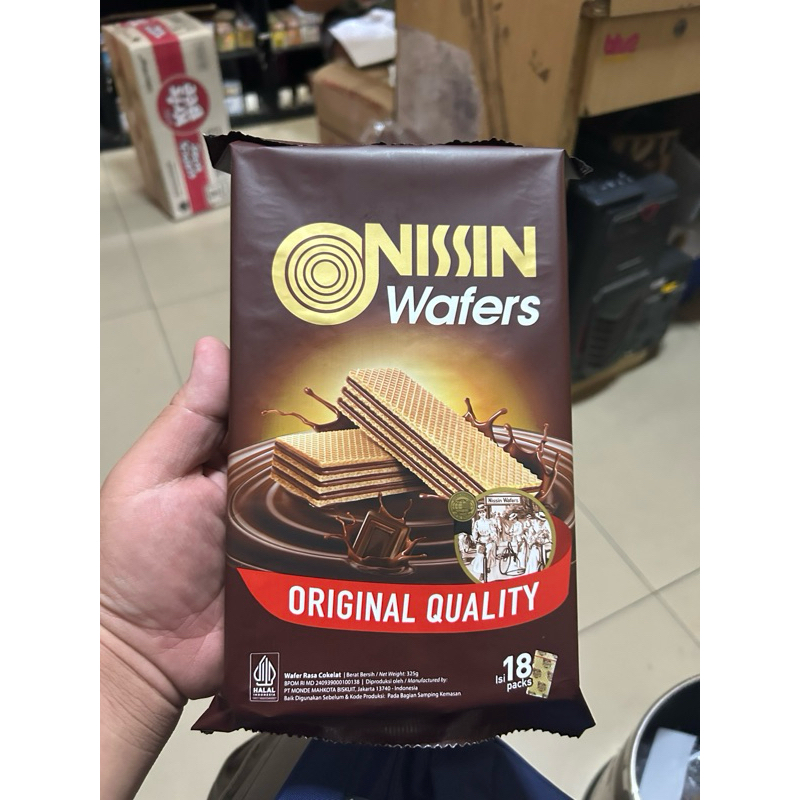 NISSIN
Wafers
Nissin Wafers
ORIGINAL QUALITY
HALAL
INDONESIA
Wafer Rasa Cokelat | Berat Bersih / Net Weight: 325g
BPOM RI MD 240939000100138 | Diproduksi oleh / Manufactured by:
PT MONDE MAHKOTA BISKUIT, Jakarta 13740 - Indonesia
Baik Digunakan Sebelum & Kode Produksi: Pada Bagian Samping Kemasan
Isi 18
packs